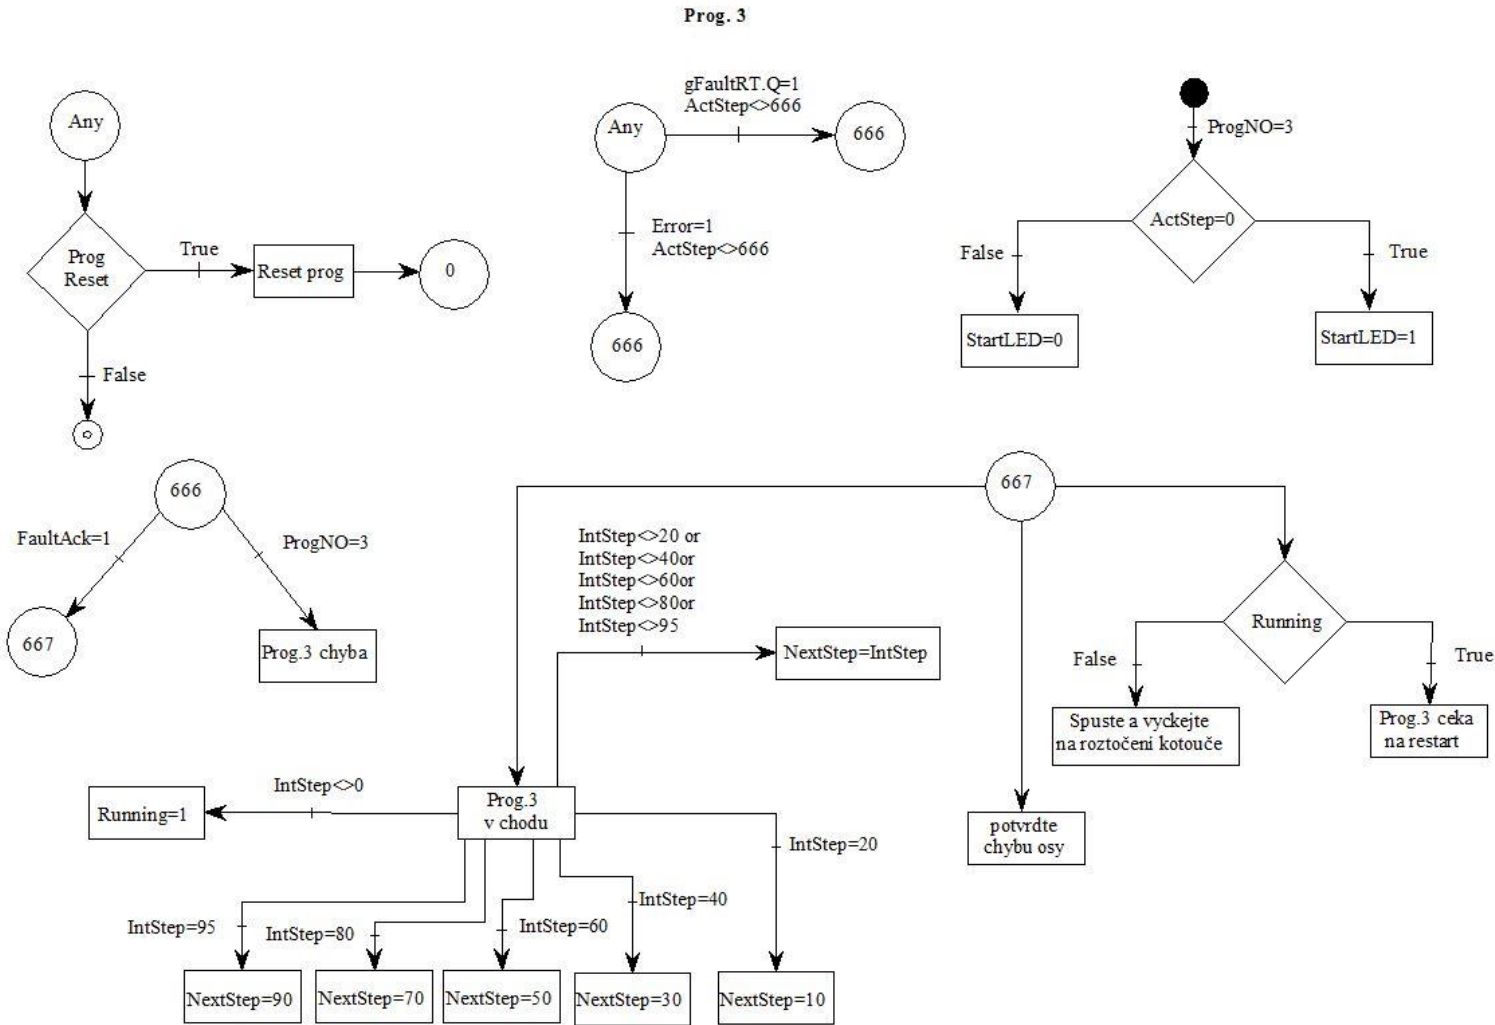 Prog. 3
Any
Prog
Reset
True
Reset prog
0
False
gFaultRT.Q=1
ActStep<>666
Any
666
Error=1
ActStep<>666
666
ProgNO=3
ActStep=0
False
True
StartLED=0
StartLED=1
666
FaultAck=1
ProgNO=3
667
Prog.3 chyba
667
IntStep<>20 or
IntStep<>40or
IntStep<>60or
IntStep<>80or
IntStep<>95
NextStep=IntStep
Running
False
True
Spuste a vyckejte
na roztočeni kotouče
Prog.3 ceka
na restart
potvrdte
chybu osy
IntStep<>0
Running=1
Prog.3
v chodu
IntStep=20
IntStep=40
IntStep=60
IntStep=80
IntStep=95
NextStep=90
NextStep=70
NextStep=50
NextStep=30
NextStep=10